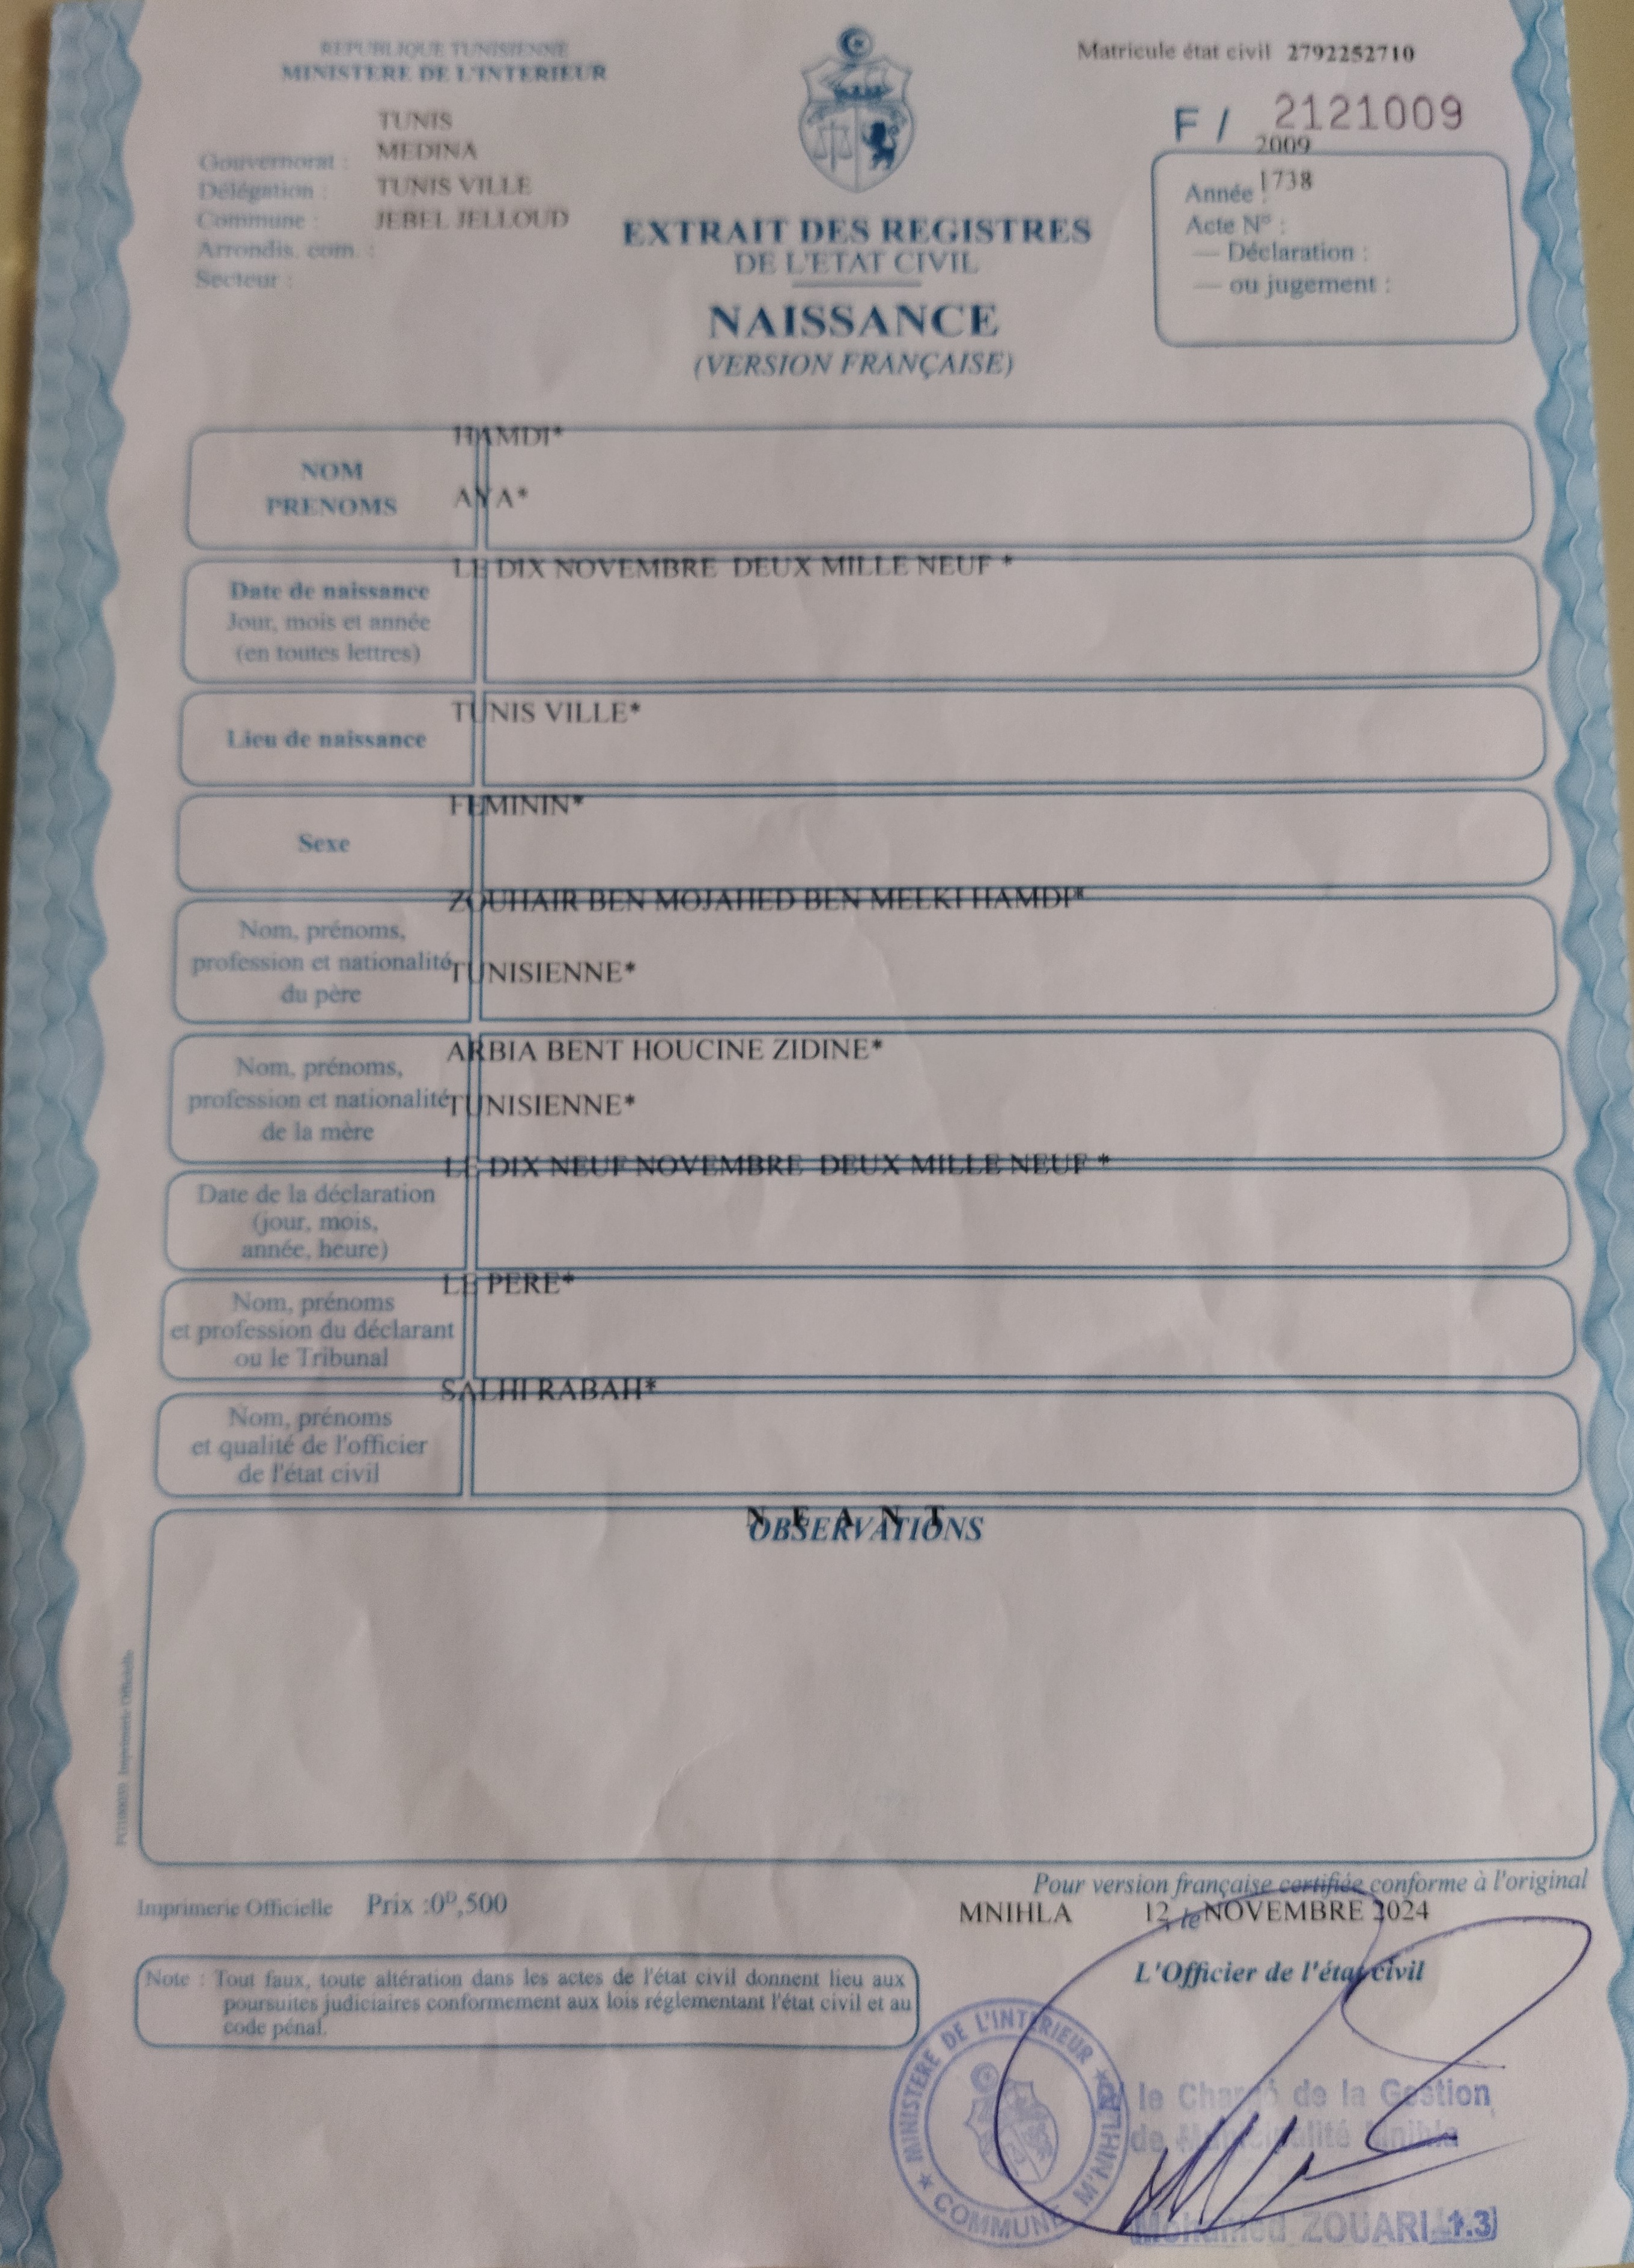 REPUBLIQUE TUNISIENNE
MINISTERE DE L'INTERIEUR
Matricule état civil 2792252710
F / 2121009
TUNIS
MEDINA
TUNIS VILLE
JEBEL JELLOUD
Gouvernorat :
Délégation :
Commune :
Arrondis. com. :
Secteur :
2009
1738
Année :
Acte N° :
— Déclaration :
— ou jugement :
EXTRAIT DES REGISTRES
DE L'ETAT CIVIL
NAISSANCE
(VERSION FRANÇAISE)
NOM
PRENOMS
HAMDI*
AYA*
Date de naissance
Jour, mois et année
(en toutes lettres)
LE DIX NOVEMBRE DEUX MILLE NEUF *
Lieu de naissance
TUNIS VILLE*
Sexe
FEMININ*
Nom, prénoms,
profession et nationalité
du père
ZOUHAIR BEN MOJAHED BEN MELKI HAMDI*
TUNISIENNE*
Nom, prénoms,
profession et nationalité
de la mère
ARBIA BENT HOUCINE ZIDINE*
TUNISIENNE*
Date de la déclaration
(jour, mois,
année, heure)
LE DIX NEUF NOVEMBRE DEUX MILLE NEUF *
Nom, prénoms
et profession du déclarant
ou le Tribunal
LE PERE*
Nom, prénoms
et qualité de l'officier
de l'état civil
SALHI RABAH*
N E A N T
OBSERVATIONS
Imprimerie Officielle
Imprimerie Officielle Prix :0ᴰ,500
Pour version française certifiée conforme à l'original
MNIHLA 12 le NOVEMBRE 2024
L'Officier de l'état civil
Note : Tout faux, toute altération dans les actes de l'état civil donnent lieu aux
poursuites judiciaires conformement aux lois réglementant l'état civil et au
code pénal.
MINISTERE DE L'INTERIEUR
COMMUNE M'NIHLA
le Chargé de la Gestion
de Municipalité Mnihla
Mohamed ZOUARI 1.3